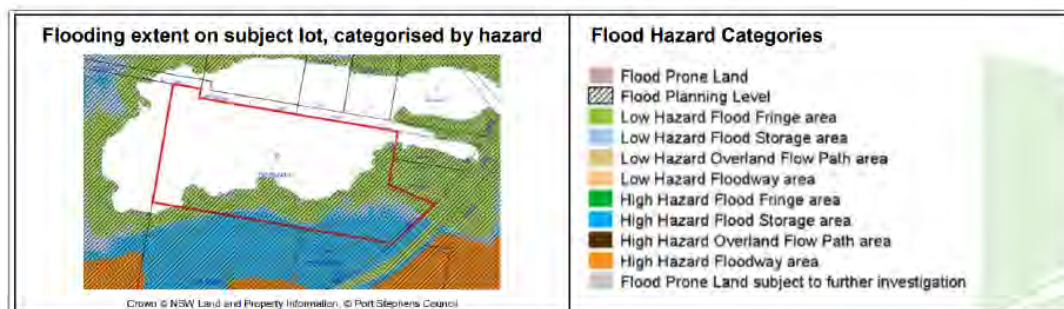 Flooding extent on subject lot, categorised by hazard
Crown © NSW Land and Property Information, © Port Stephens Council
Flood Hazard Categories
Flood Prone Land
Flood Planning Level
Low Hazard Flood Fringe area
Low Hazard Flood Storage area
Low Hazard Overland Flow Path area
Low Hazard Floodway area
High Hazard Flood Fringe area
High Hazard Flood Storage area
High Hazard Overland Flow Path area
High Hazard Floodway area
Flood Prone Land subject to further investigation